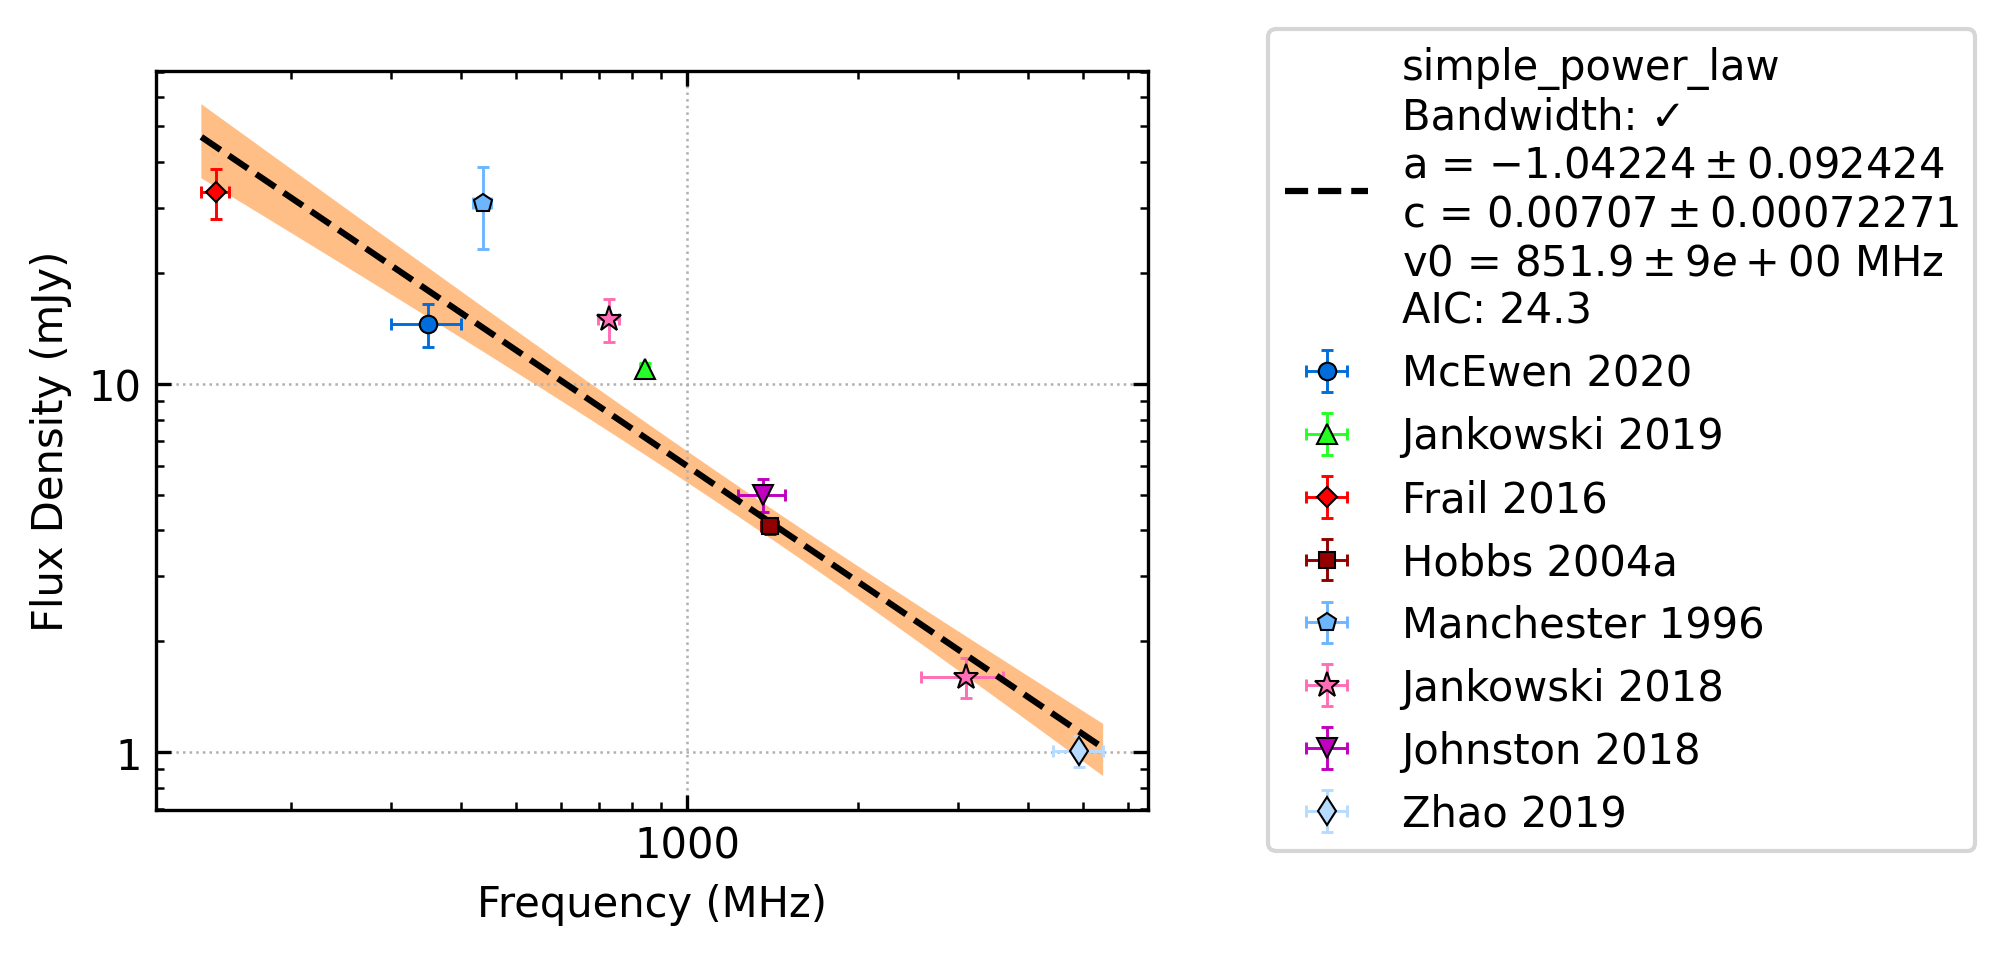 Flux Density (mJy)
10
1
1000
Frequency (MHz)
simple_power_law
Bandwidth: ✓
a = −1.04224 ± 0.092424
c = 0.00707 ± 0.00072271
v0 = 851.9 ± 9e + 00 MHz
AIC: 24.3
McEwen 2020
Jankowski 2019
Frail 2016
Hobbs 2004a
Manchester 1996
Jankowski 2018
Johnston 2018
Zhao 2019